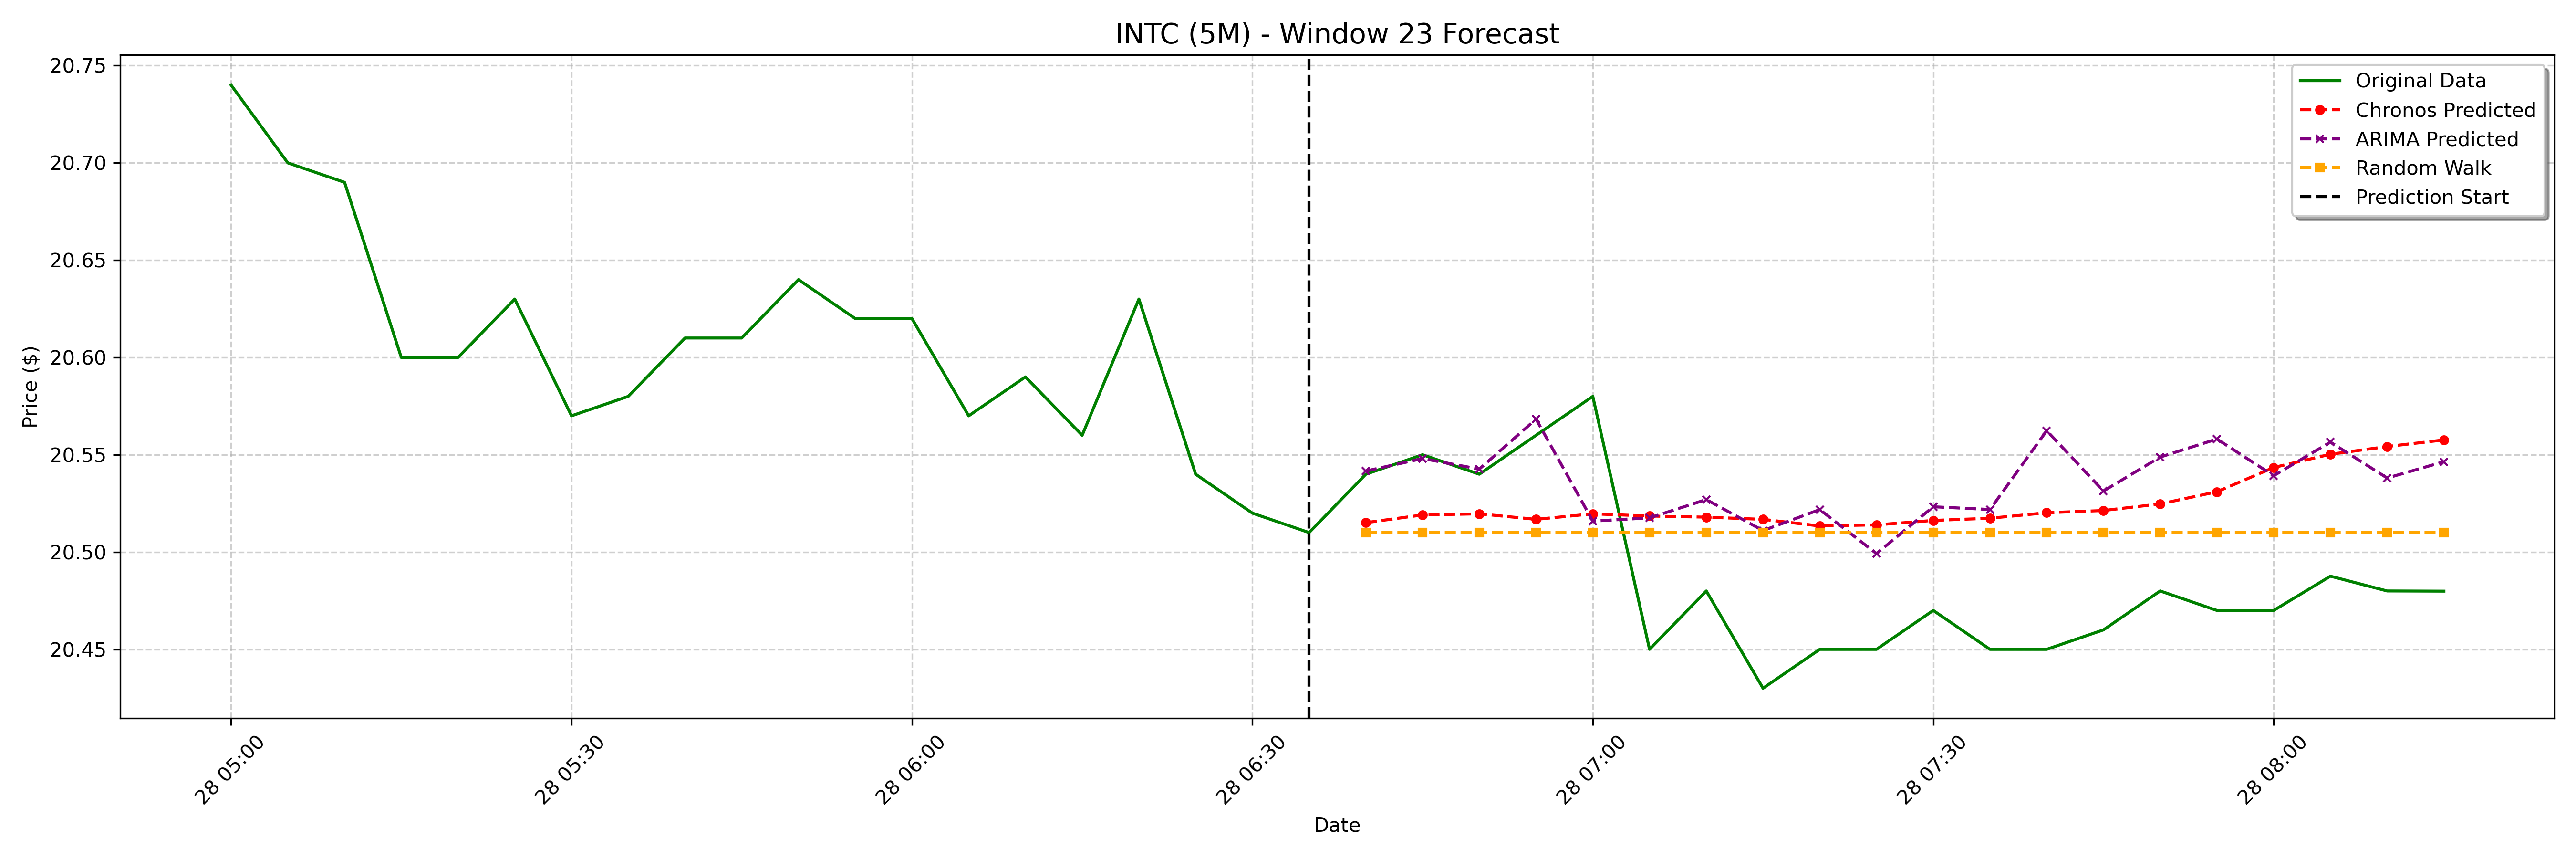 INTC (5M) - Window 23 Forecast
Original Data
Chronos Predicted
ARIMA Predicted
Random Walk
Prediction Start
Price ($)
20.75
20.70
20.65
20.60
20.55
20.50
20.45
28 05:00
28 05:30
28 06:00
28 06:30
28 07:00
28 07:30
28 08:00
Date